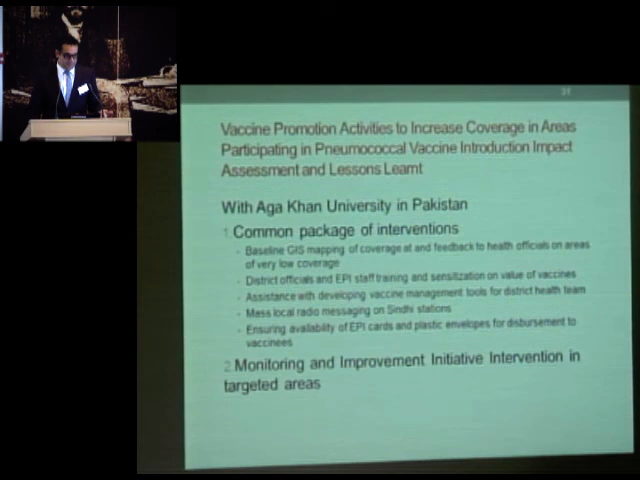 31
Vaccine Promotion Activities to Increase Coverage in Areas
Participating in Pneumococcal Vaccine Introduction Impact
Assessment and Lessons Learnt
With Aga Khan University in Pakistan
1. Common package of interventions
- Baseline GIS mapping of coverage at and feedback to health officials on areas
of very low coverage
- District officials and EPI staff training and sensitization on value of vaccines
- Assistance with developing vaccine management tools for district health team
- Mass local radio messaging on Sindhi stations
- Ensuring availability of EPI cards and plastic envelopes for disbursement to
vaccinees
2. Monitoring and Improvement Initiative Intervention in
targeted areas